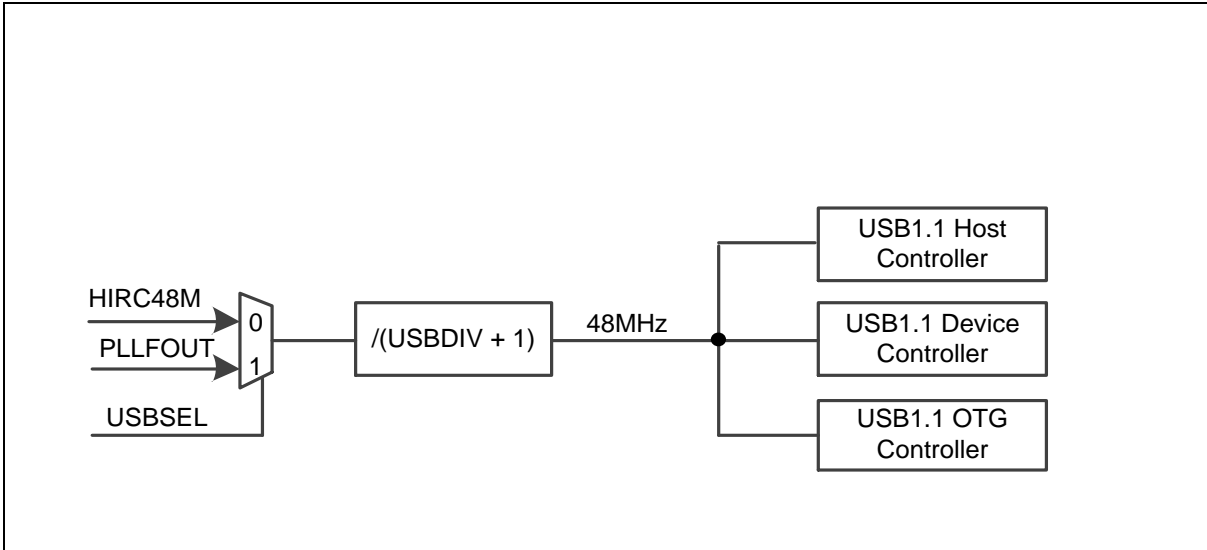 HIRC48M
PLLFOUT
USBSEL
0
1
/(USBDIV + 1)
48MHz
USB1.1 Host
Controller
USB1.1 Device
Controller
USB1.1 OTG
Controller